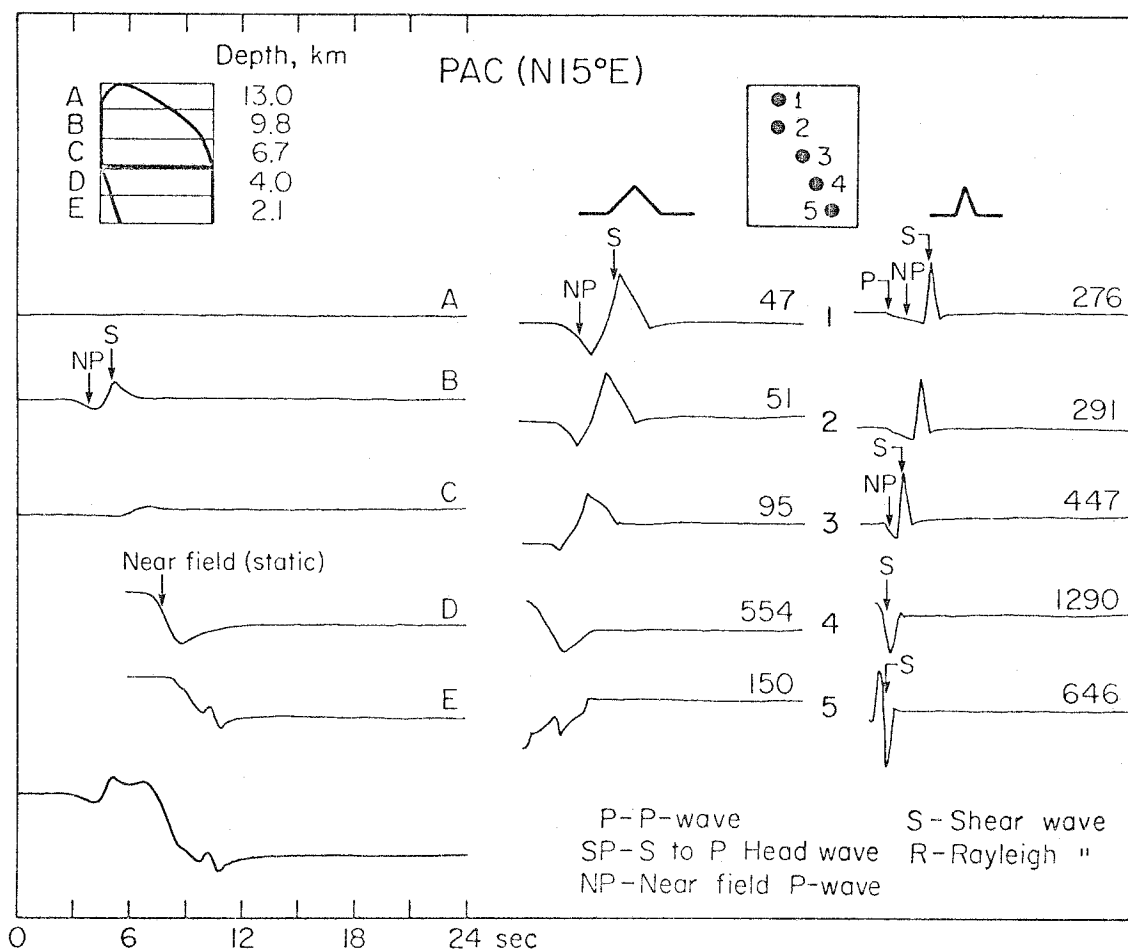 Depth, km
PAC (N15°E)
A 13.0
B 9.8
C 6.7
D 4.0
E 2.1
1
2
3
4
5
S
NP
A
47
1
P
NP
S
276
NP
S
B
51
2
291
C
95
3
NP
S
447
Near field (static)
D
554
4
S
1290
E
150
5
S
646
P-P-wave
S-Shear wave
SP-S to P Head wave
R-Rayleigh "
NP-Near field P-wave
0 6 12 18 24 sec